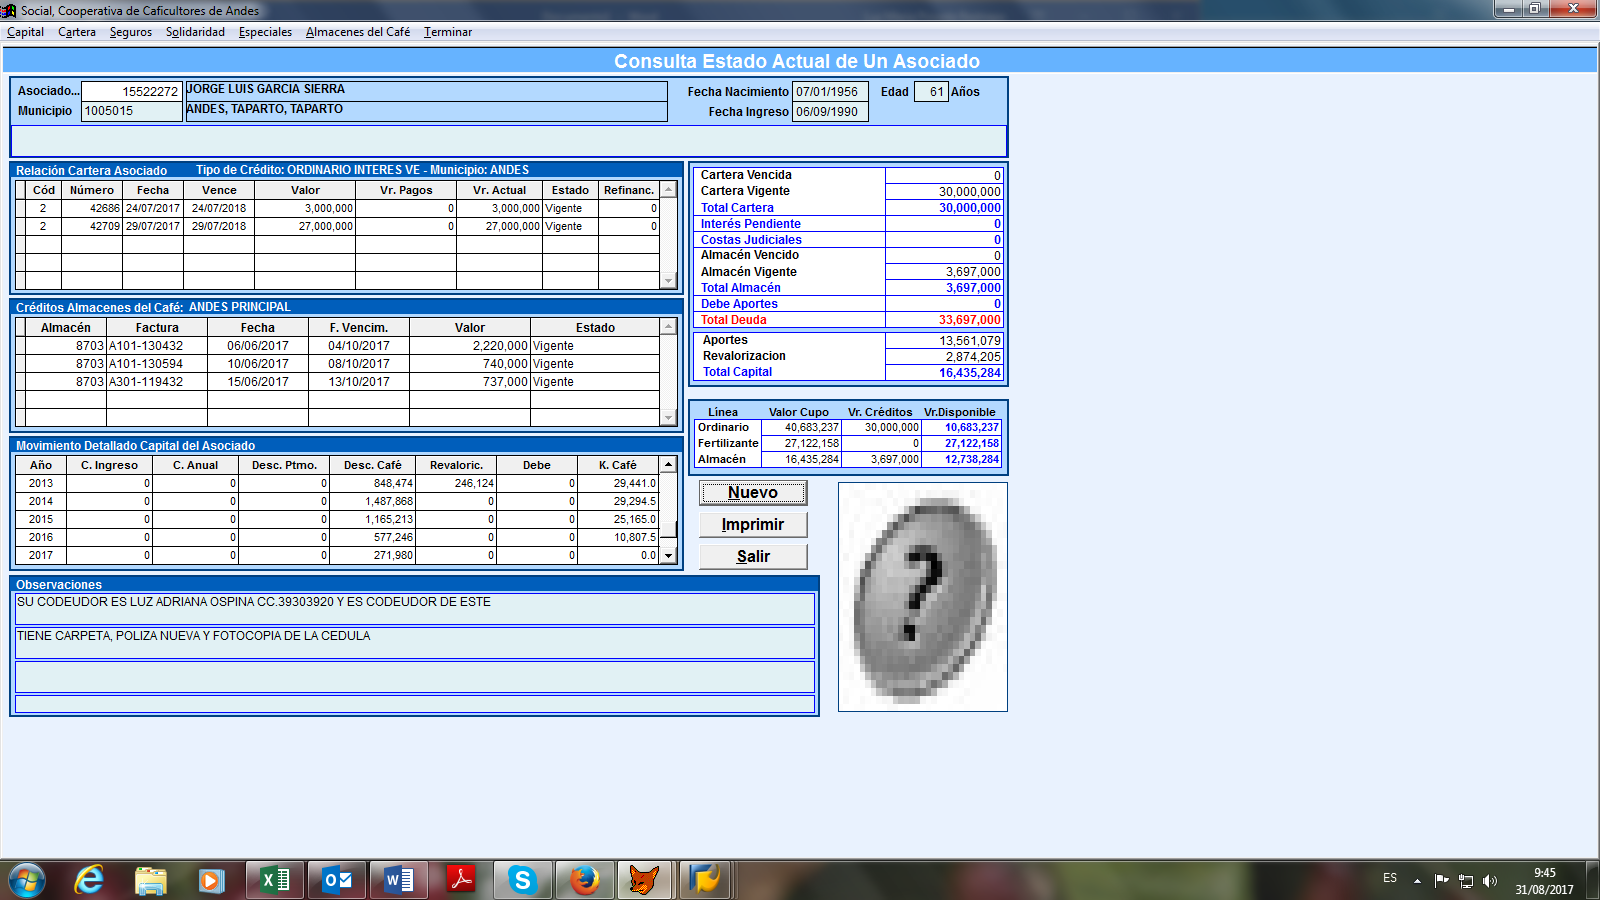 Social, Cooperativa de Caficultores de Andes
Capital Cartera Seguros Solidaridad Especiales Almacenes del Café Terminar
Consulta Estado Actual de Un Asociado
Asociado... 15522272 JORGE LUIS GARCIA SIERRA Fecha Nacimiento 07/01/1956 Edad 61 Años
Municipio 1005015 ANDES, TAPARTO, TAPARTO Fecha Ingreso 06/09/1990
Relación Cartera Asociado Tipo de Crédito: ORDINARIO INTERES VE - Municipio: ANDES
Cód Número Fecha Vence Valor Vr. Pagos Vr. Actual Estado Refinanc.
2 42686 24/07/2017 24/07/2018 3,000,000 0 3,000,000 Vigente 0
2 42709 29/07/2017 29/07/2018 27,000,000 0 27,000,000 Vigente 0
Créditos Almacenes del Café: ANDES PRINCIPAL
Almacén Factura Fecha F. Vencim. Valor Estado
8703 A101-130432 06/06/2017 04/10/2017 2,220,000 Vigente
8703 A101-130594 10/06/2017 08/10/2017 740,000 Vigente
8703 A301-119432 15/06/2017 13/10/2017 737,000 Vigente
Movimiento Detallado Capital del Asociado
Año C. Ingreso C. Anual Desc. Ptmo. Desc. Café Revaloric. Debe K. Café
2013 0 0 0 848,474 246,124 0 29,441.0
2014 0 0 0 1,487,868 0 0 29,294.5
2015 0 0 0 1,165,213 0 0 25,165.0
2016 0 0 0 577,246 0 0 10,807.5
2017 0 0 0 271,980 0 0 0.0
Observaciones
SU CODEUDOR ES LUZ ADRIANA OSPINA CC.39303920 Y ES CODEUDOR DE ESTE
TIENE CARPETA, POLIZA NUEVA Y FOTOCOPIA DE LA CEDULA
Cartera Vencida 0
Cartera Vigente 30,000,000
Total Cartera 30,000,000
Interés Pendiente 0
Costas Judiciales 0
Almacén Vencido 0
Almacén Vigente 3,697,000
Total Almacén 3,697,000
Debe Aportes 0
Total Deuda 33,697,000
Aportes 13,561,079
Revalorizacion 2,874,205
Total Capital 16,435,284
Línea Valor Cupo Vr. Créditos Vr.Disponible
Ordinario 40,683,237 30,000,000 10,683,237
Fertilizante 27,122,158 0 27,122,158
Almacén 16,435,284 3,697,000 12,738,284
Nuevo
Imprimir
Salir
?
ES
9:45
31/08/2017